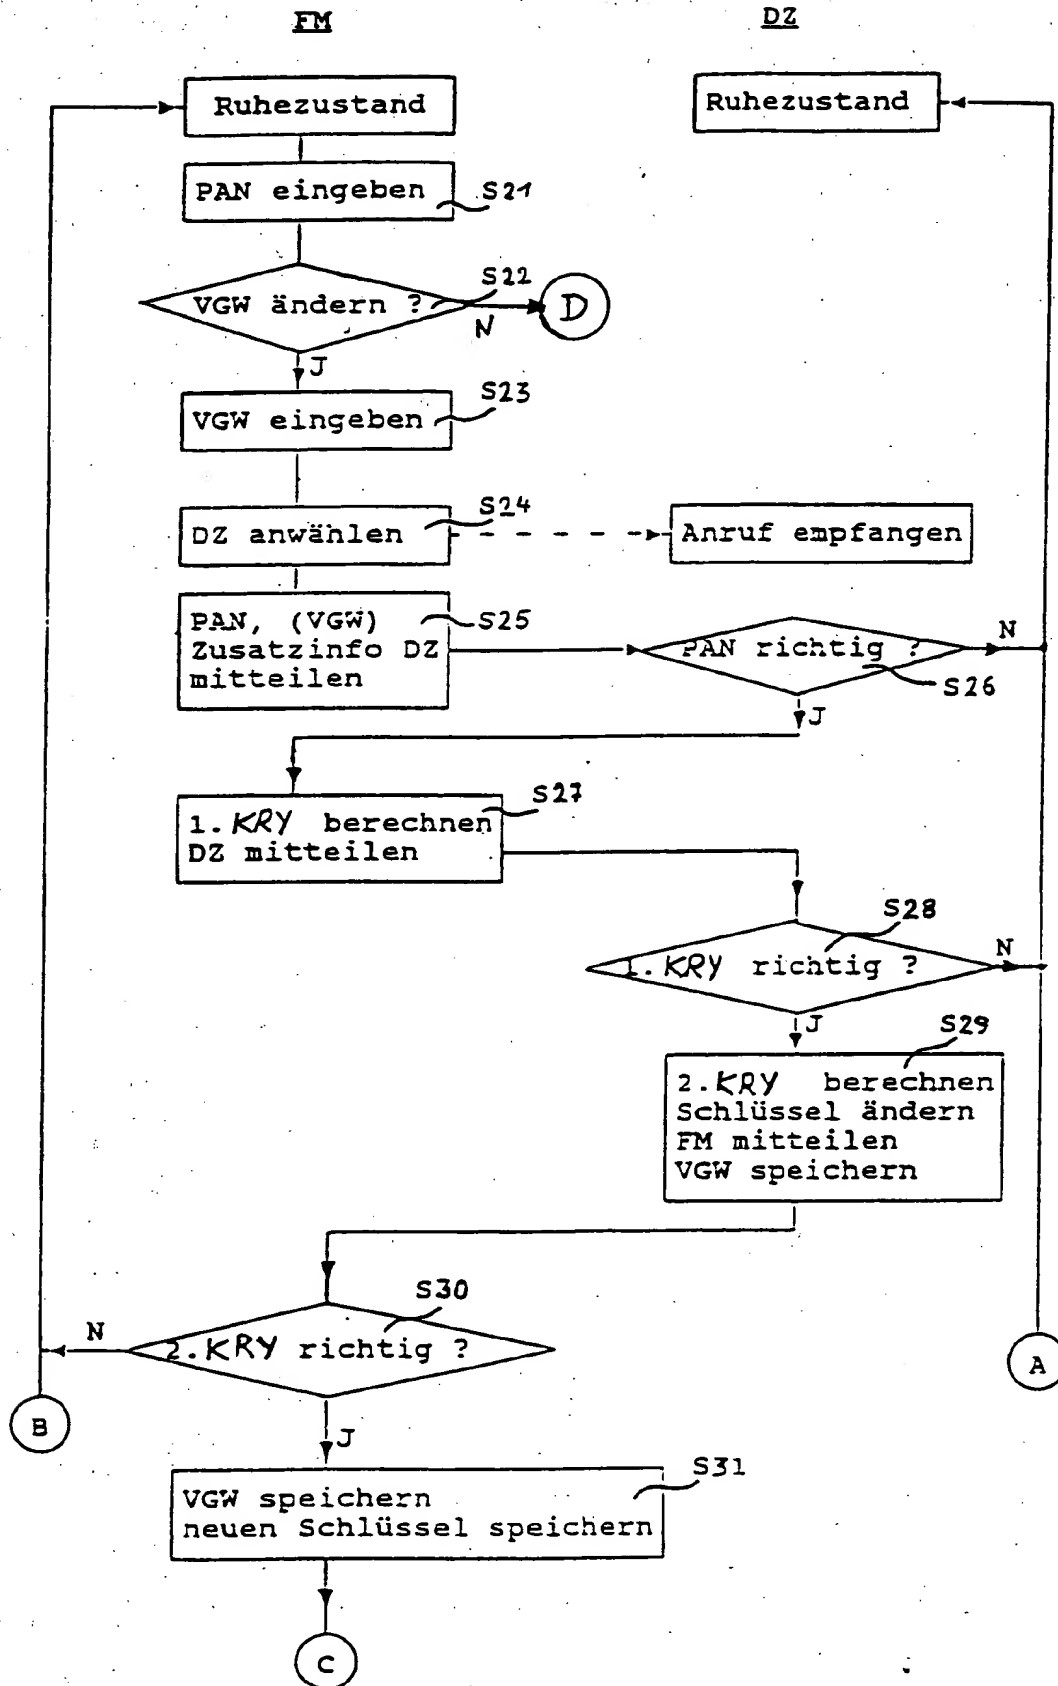 FM
DZ
Ruhezustand
Ruhezustand
PAN eingeben
S21
VGW ändern ?
S22
N
D
J
VGW eingeben
S23
DZ anwählen
S24
Anruf empfangen
PAN, (VGW)
Zusatzinfo DZ
mitteilen
S25
PAN richtig ?
N
S26
J
1. KRY berechnen
DZ mitteilen
S27
1. KRY richtig ?
S28
N
J
S29
2. KRY berechnen
Schlüssel ändern
FM mitteilen
VGW speichern
2. KRY richtig ?
S30
N
A
B
J
VGW speichern
neuen Schlüssel speichern
S31
C